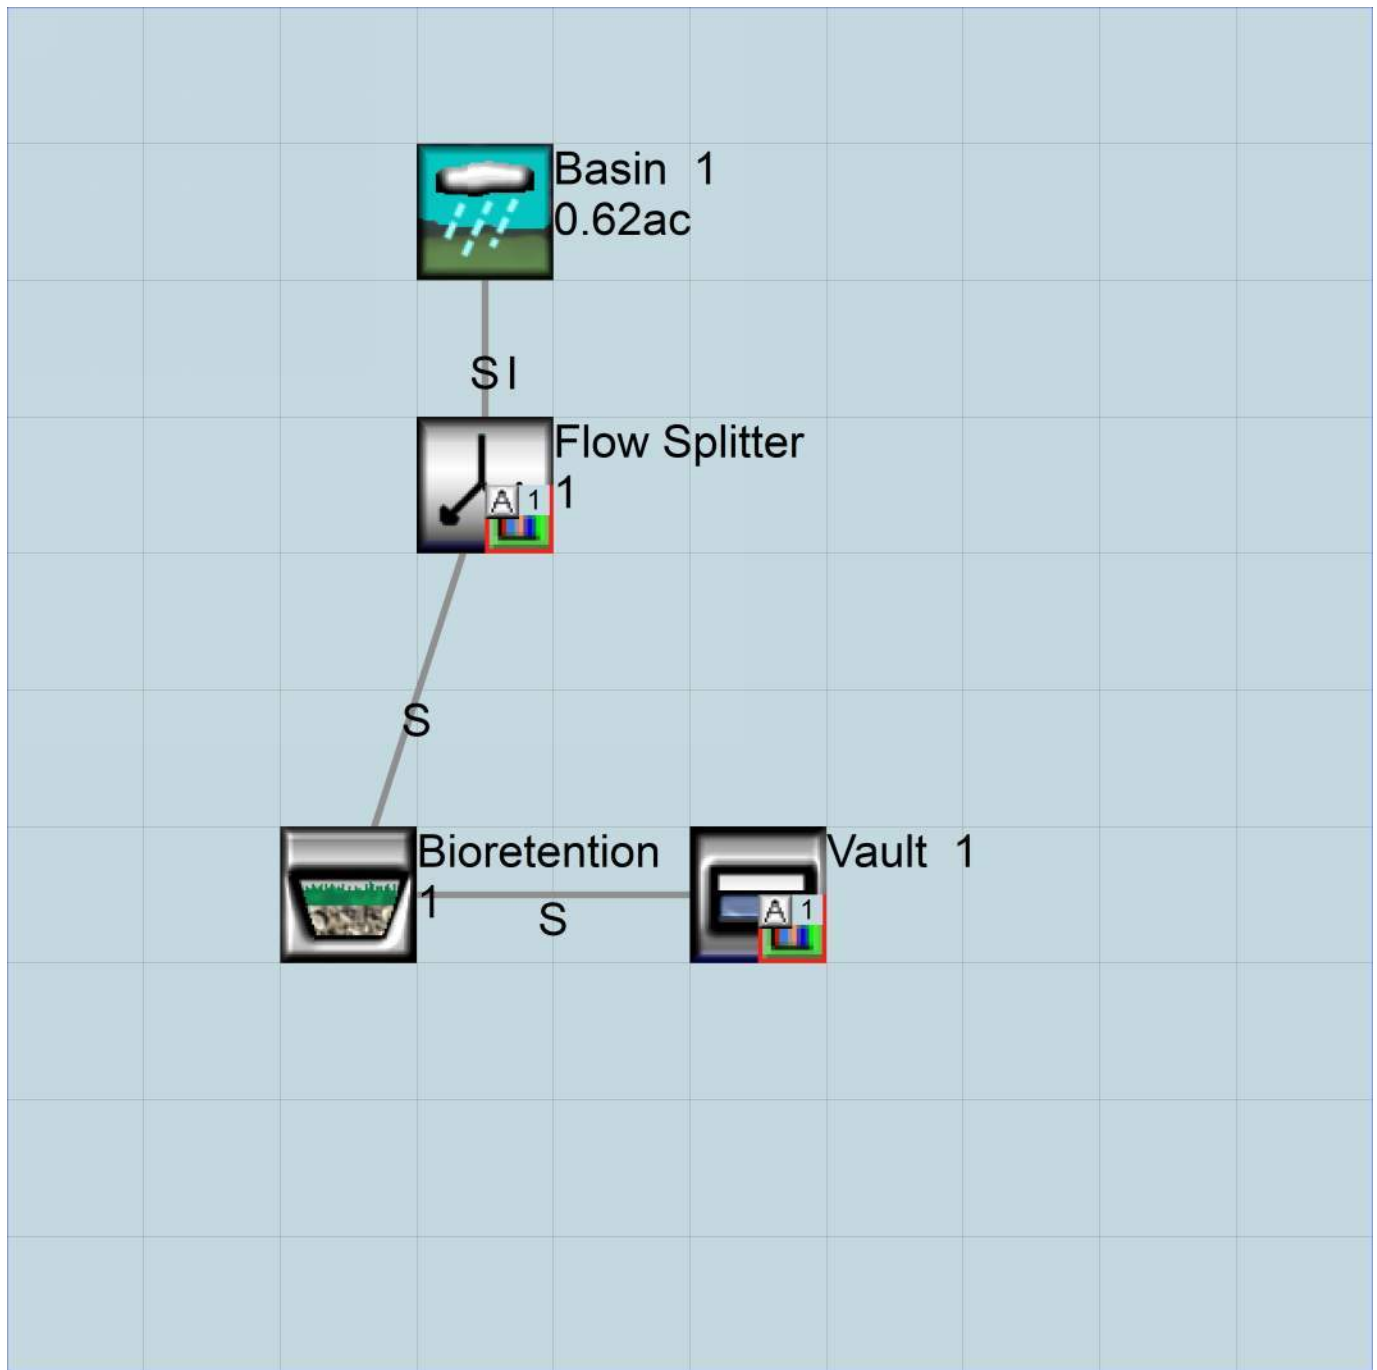 Basin 1
0.62ac
S I
Flow Splitter
1
A 1
S
Bioretention
1
S
Vault 1
A 1